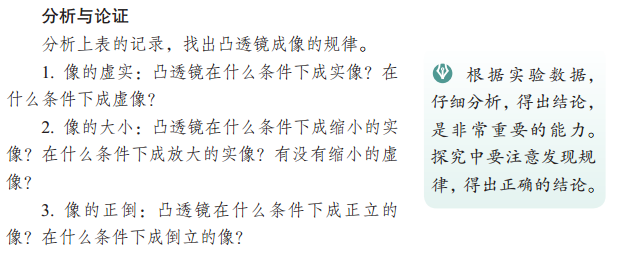 分析与论证
分析上表的记录，找出凸透镜成像的规律。
1. 像的虚实：凸透镜在什么条件下成实像？在
什么条件下成虚像？
2. 像的大小：凸透镜在什么条件下成缩小的实
像？在什么条件下成放大的实像？有没有缩小的虚
像？
3. 像的正倒：凸透镜在什么条件下成正立的
像？在什么条件下成倒立的像？
根据实验数据，
仔细分析，得出结论，
是非常重要的能力。
探究中要注意发现规
律，得出正确的结论。